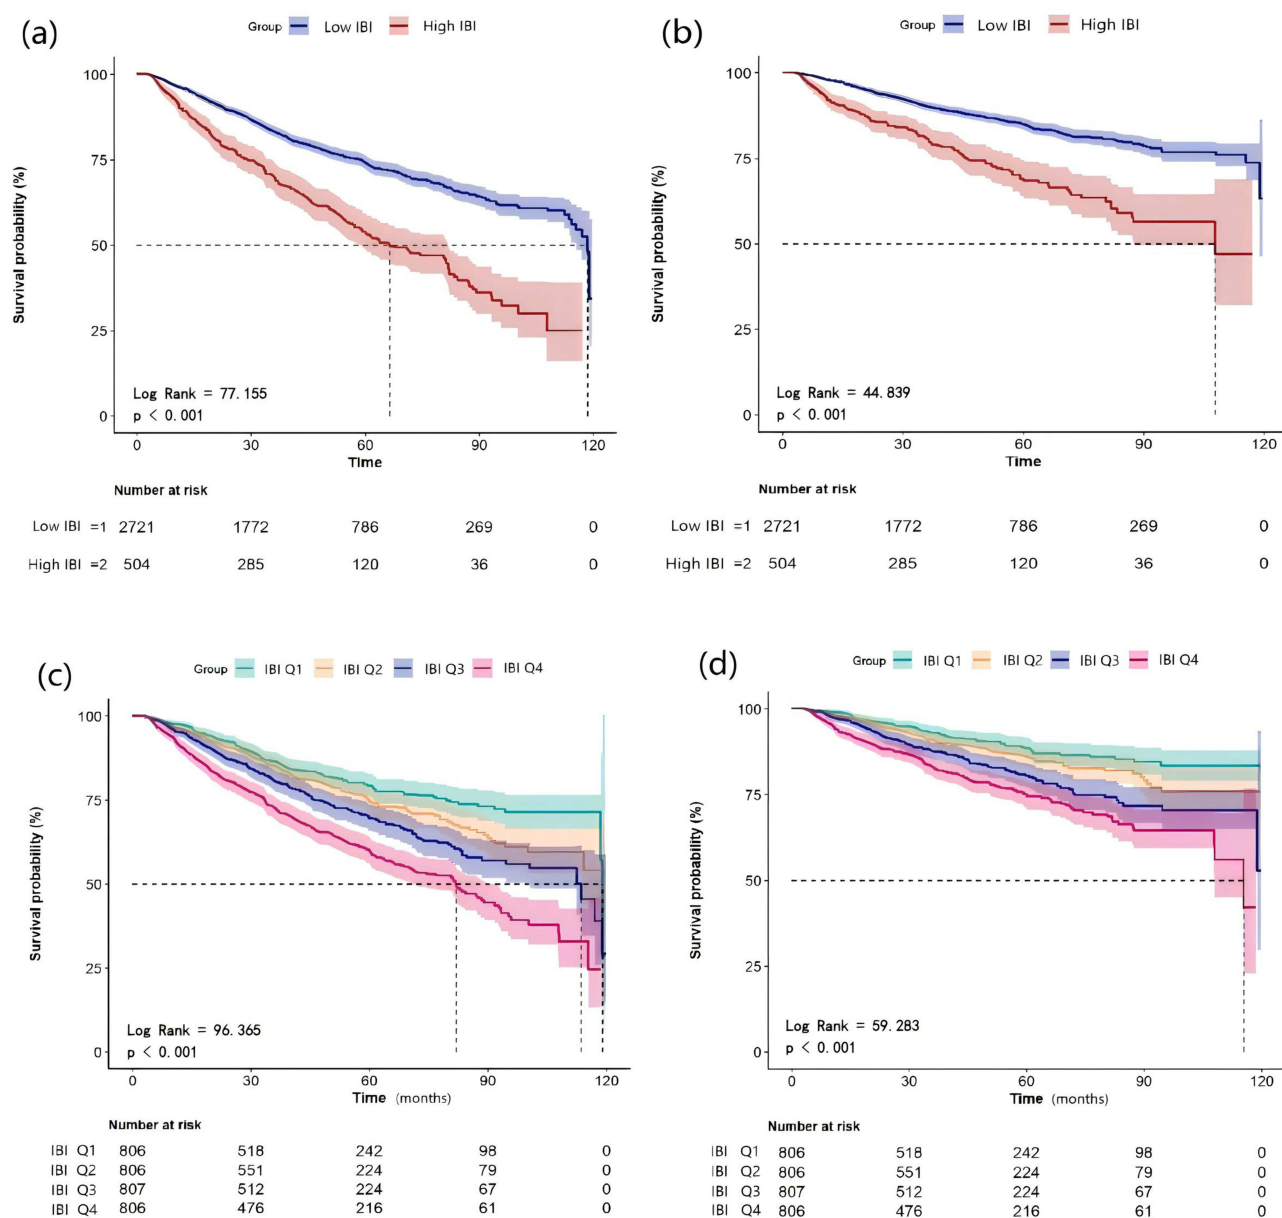 (a)
Group Low IBI High IBI
100
75
50
25
0
Survival probability (%)
Log Rank = 77.155
p < 0.001
0 30 60 90 120
Time
Number at risk
Low IBI =1 2721 1772 786 269 0
High IBI =2 504 285 120 36 0
(b)
Group Low IBI High IBI
100
75
50
25
0
Survival probability (%)
Log Rank = 44.839
p < 0.001
0 30 60 90 120
Time
Number at risk
Low IBI =1 2721 1772 786 269 0
High IBI =2 504 285 120 36 0
(c)
Group IBI Q1 IBI Q2 IBI Q3 IBI Q4
100
75
50
25
0
Survival probability (%)
Log Rank = 96.365
p < 0.001
0 30 60 90 120
Time (months)
Number at risk
IBI Q1 806 518 242 98 0
IBI Q2 806 551 224 79 0
IBI Q3 807 512 224 67 0
IBI Q4 806 476 216 61 0
(d)
Group IBI Q1 IBI Q2 IBI Q3 IBI Q4
100
75
50
25
0
Survival probability (%)
Log Rank = 59.283
p < 0.001
0 30 60 90 120
Time (months)
Number at risk
IBI Q1 806 518 242 98 0
IBI Q2 806 551 224 79 0
IBI Q3 807 512 224 67 0
IBI Q4 806 476 216 61 0